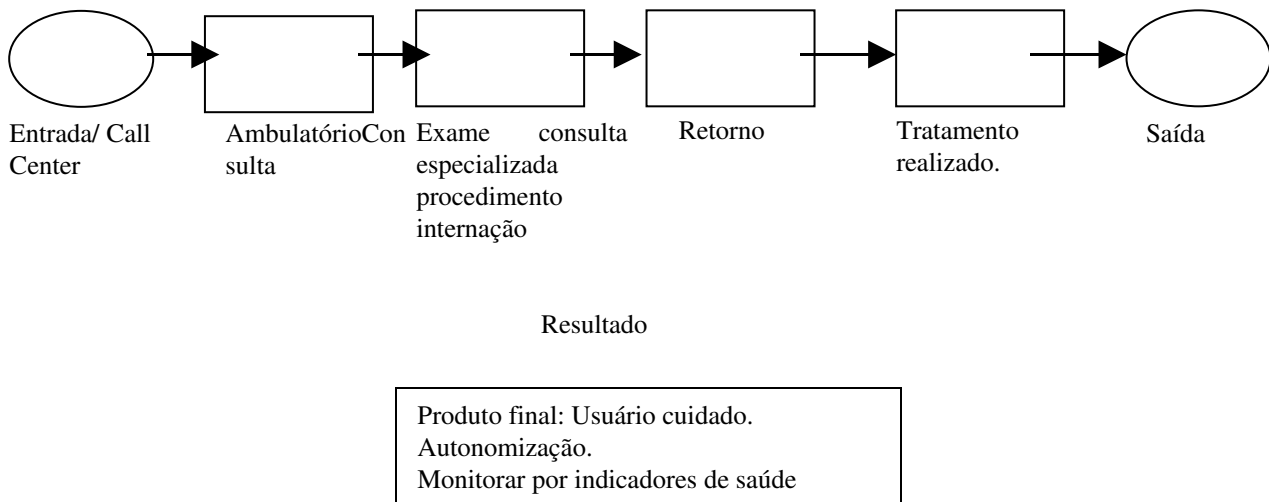 Entrada/ Call
Center
AmbulatórioCon
sulta
Exame consulta
especializada
procedimento
internação
Retorno
Tratamento
realizado.
Saída
Resultado
Produto final: Usuário cuidado.
Autonomização.
Monitorar por indicadores de saúde